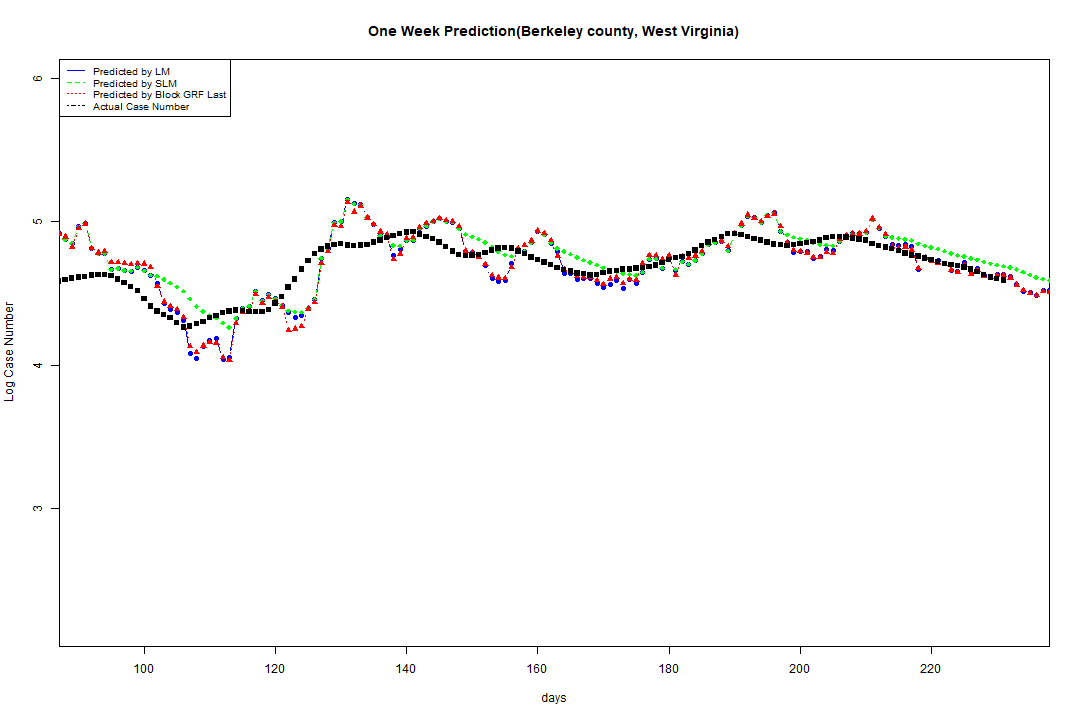 One Week Prediction(Berkeley county, West Virginia)
Predicted by LM
Predicted by SLM
Predicted by Block GRF Last
Actual Case Number
6
5
4
3
Log Case Number
100 120 140 160 180 200 220
days